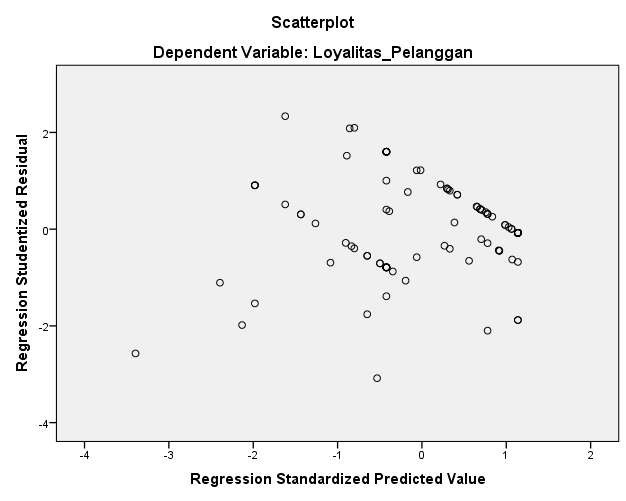 Scatterplot
Dependent Variable: Loyalitas_Pelanggan
Regression Studentized Residual
2
0
-2
-4
-4 -3 -2 -1 0 1 2
Regression Standardized Predicted Value